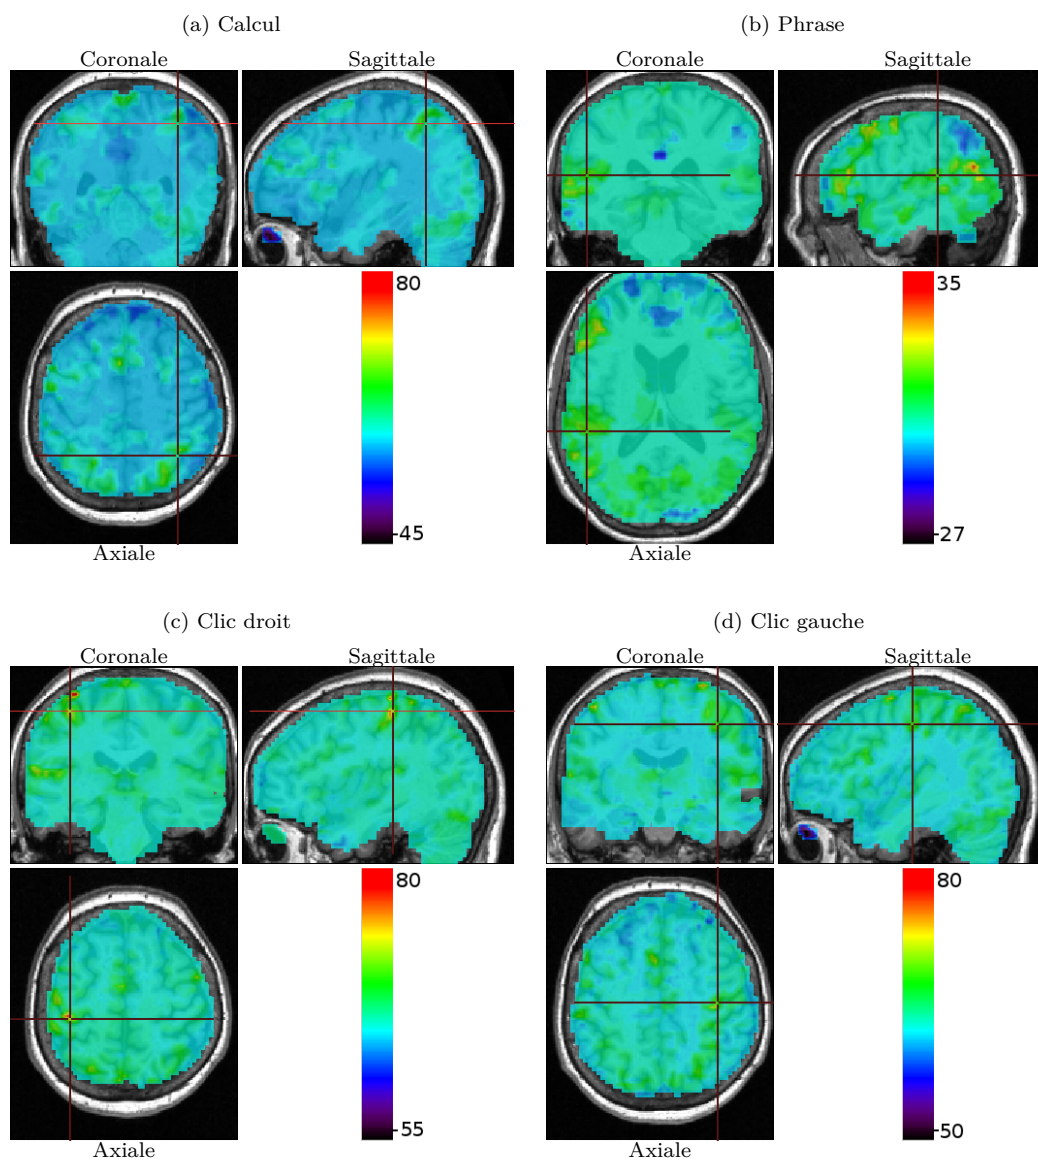 (a) Calcul
Coronale
Sagittale
80
-45
Axiale
(b) Phrase
Coronale
Sagittale
35
-27
Axiale
(c) Clic droit
Coronale
Sagittale
80
-55
Axiale
(d) Clic gauche
Coronale
Sagittale
80
-50
Axiale